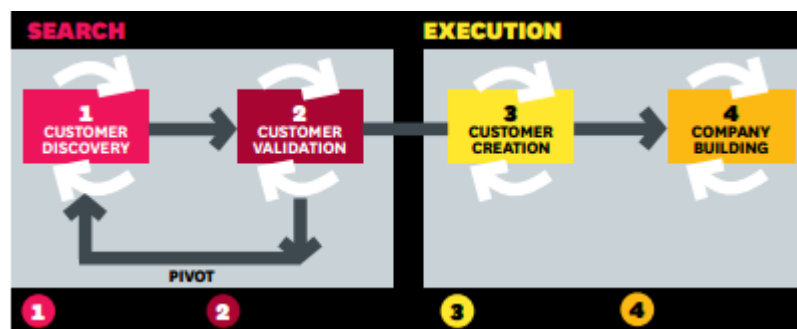 SEARCH
EXECUTION
1
CUSTOMER
DISCOVERY
2
CUSTOMER
VALIDATION
3
CUSTOMER
CREATION
4
COMPANY
BUILDING
PIVOT
1
2
3
4